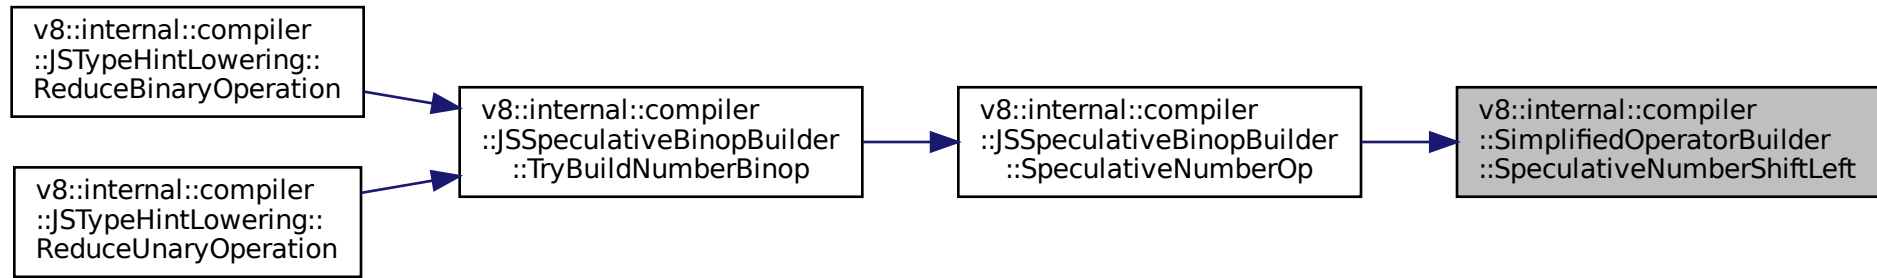 v8::internal::compiler
::JSTypeHintLowering::
ReduceBinaryOperation
v8::internal::compiler
::JSTypeHintLowering::
ReduceUnaryOperation
v8::internal::compiler
::JSSpeculativeBinopBuilder
::TryBuildNumberBinop
v8::internal::compiler
::JSSpeculativeBinopBuilder
::SpeculativeNumberOp
v8::internal::compiler
::SimplifiedOperatorBuilder
::SpeculativeNumberShiftLeft